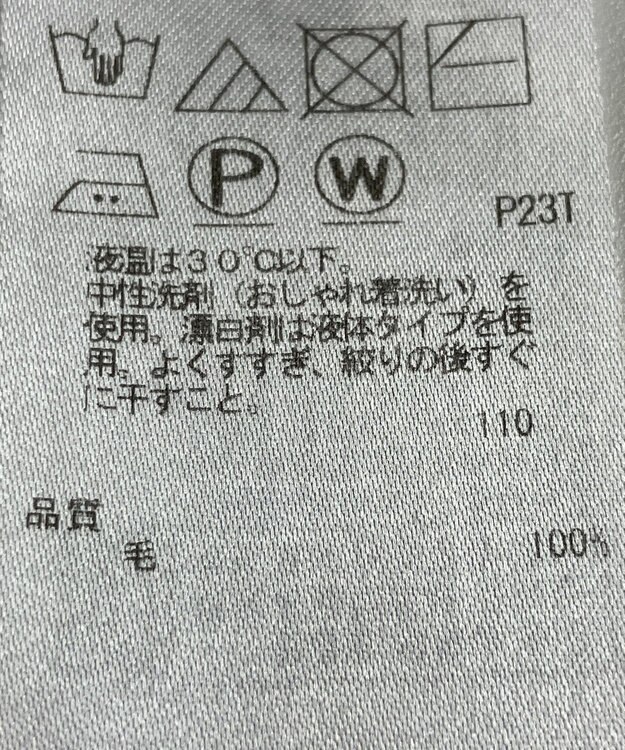 P
W
P23T
液温は30℃以下。
中性洗剤(おしゃれ着洗い)を
使用。漂白剤は液体タイプを使
用。よくすすぎ、絞りの後すぐ
に干すこと。
110
品質
毛 100%